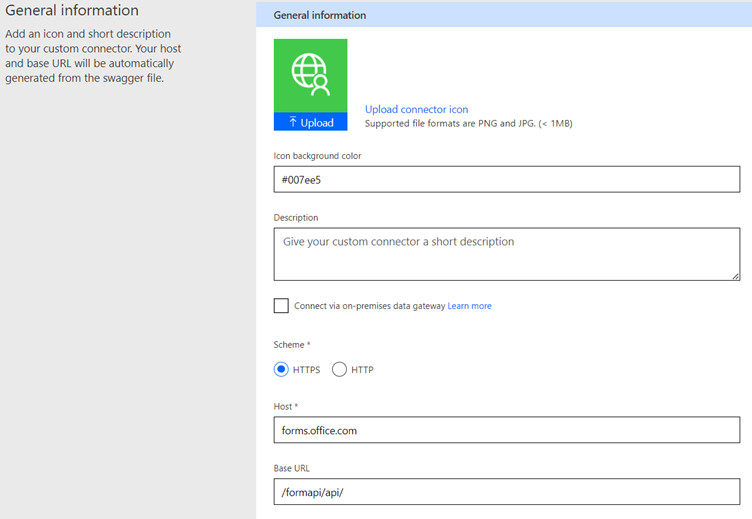 General information
Add an icon and short description
to your custom connector. Your host
and base URL will be automatically
generated from the swagger file.
General information
Upload
Upload connector icon
Supported file formats are PNG and JPG. (< 1MB)
Icon background color
#007ee5
Description
Give your custom connector a short description
Connect via on-premises data gateway Learn more
Scheme *
HTTPS HTTP
Host *
forms.office.com
Base URL
/formapi/api/